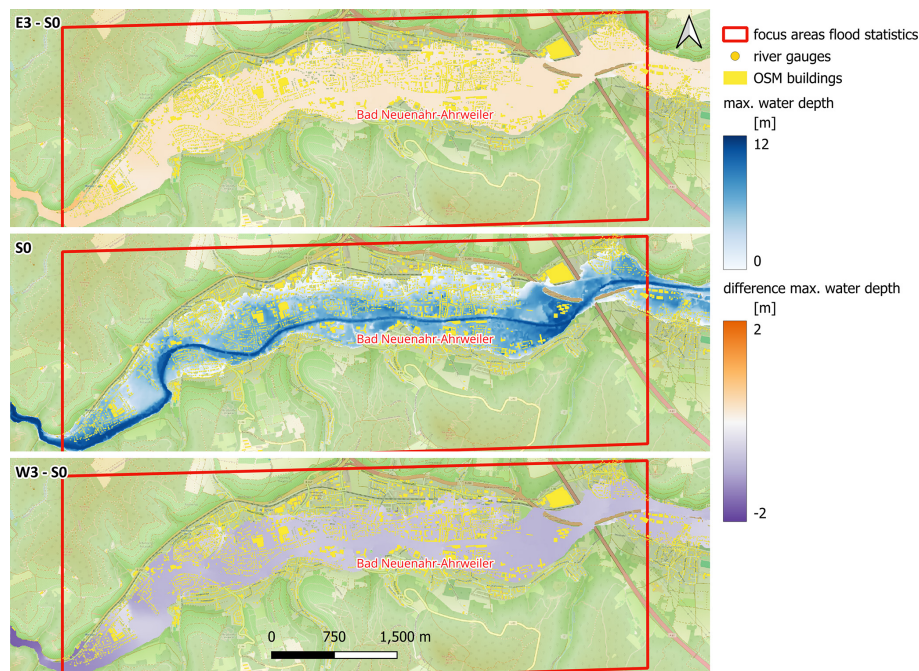 E3 - S0
Bad Neuenahr-Ahrweiler
S0
Bad Neuenahr-Ahrweiler
W3 - S0
Bad Neuenahr-Ahrweiler
0 750 1,500 m
focus areas flood statistics
river gauges
OSM buildings
max. water depth
[m]
12
0
difference max. water depth
[m]
2
-2